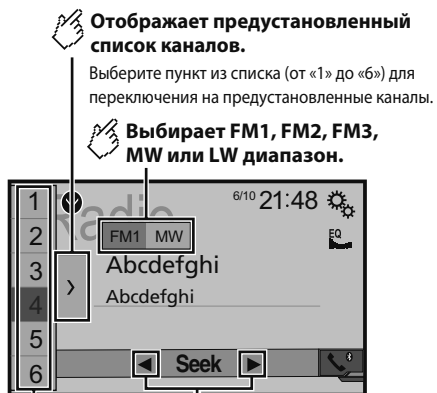 Отображает предустановленный
список каналов.
Выберите пункт из списка (от «1» до «6») для
переключения на предустановленные каналы.
Выбирает FM1, FM2, FM3,
MW или LW диапазон.
Radio
6/10 21:48
EQ
1
2
3
4
5
6
FM1 MW
Abcdefghi
Abcdefghi
Seek